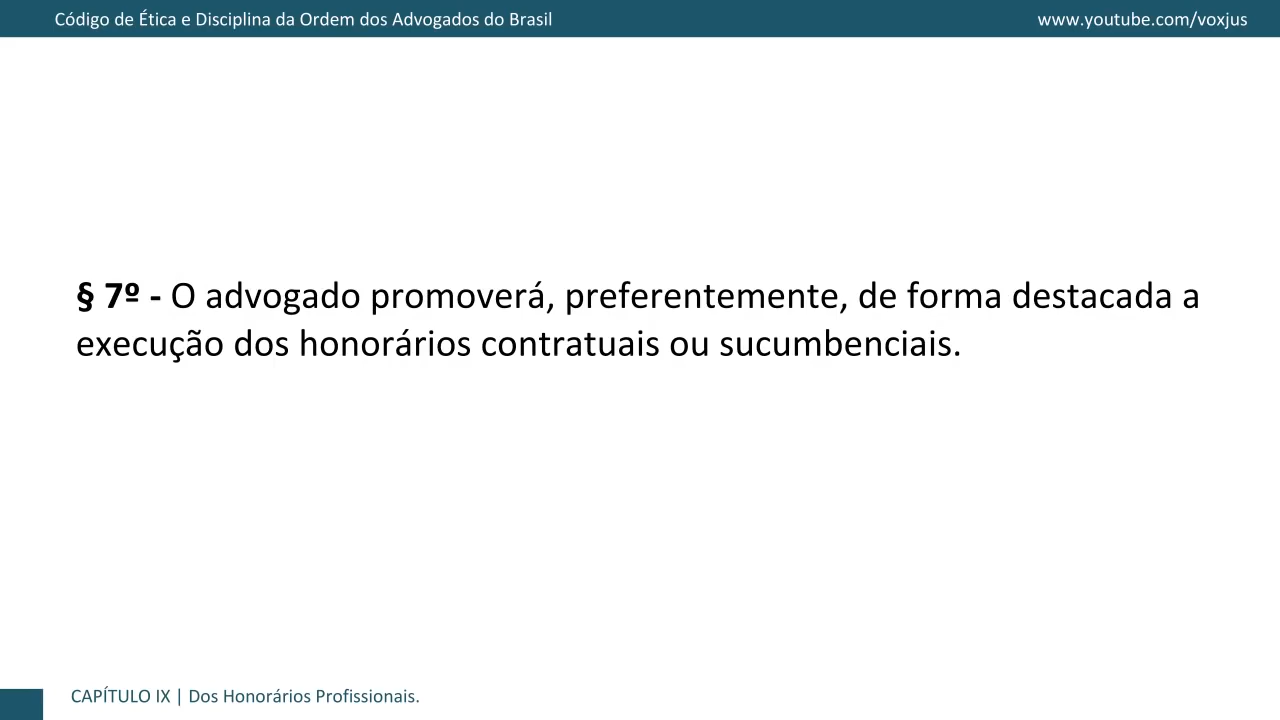 Código de Ética e Disciplina da Ordem dos Advogados do Brasil
www.youtube.com/voxjus
§ 7º - O advogado promoverá, preferentemente, de forma destacada a
execução dos honorários contratuais ou sucumbenciais.
CAPÍTULO IX | Dos Honorários Profissionais.